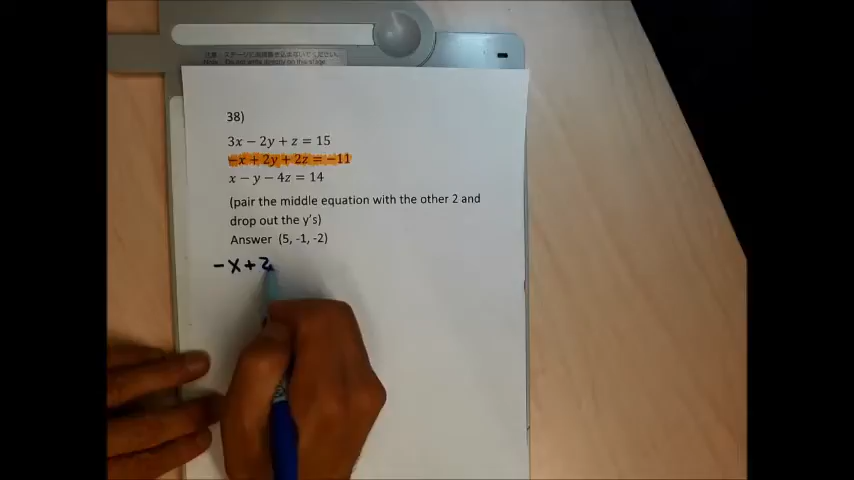 38)
3x − 2y + z = 15
−x + 2y + 2z = −11
x − y − 4z = 14
(pair the middle equation with the other 2 and
drop out the y's)
Answer (5, -1, -2)
-x+2